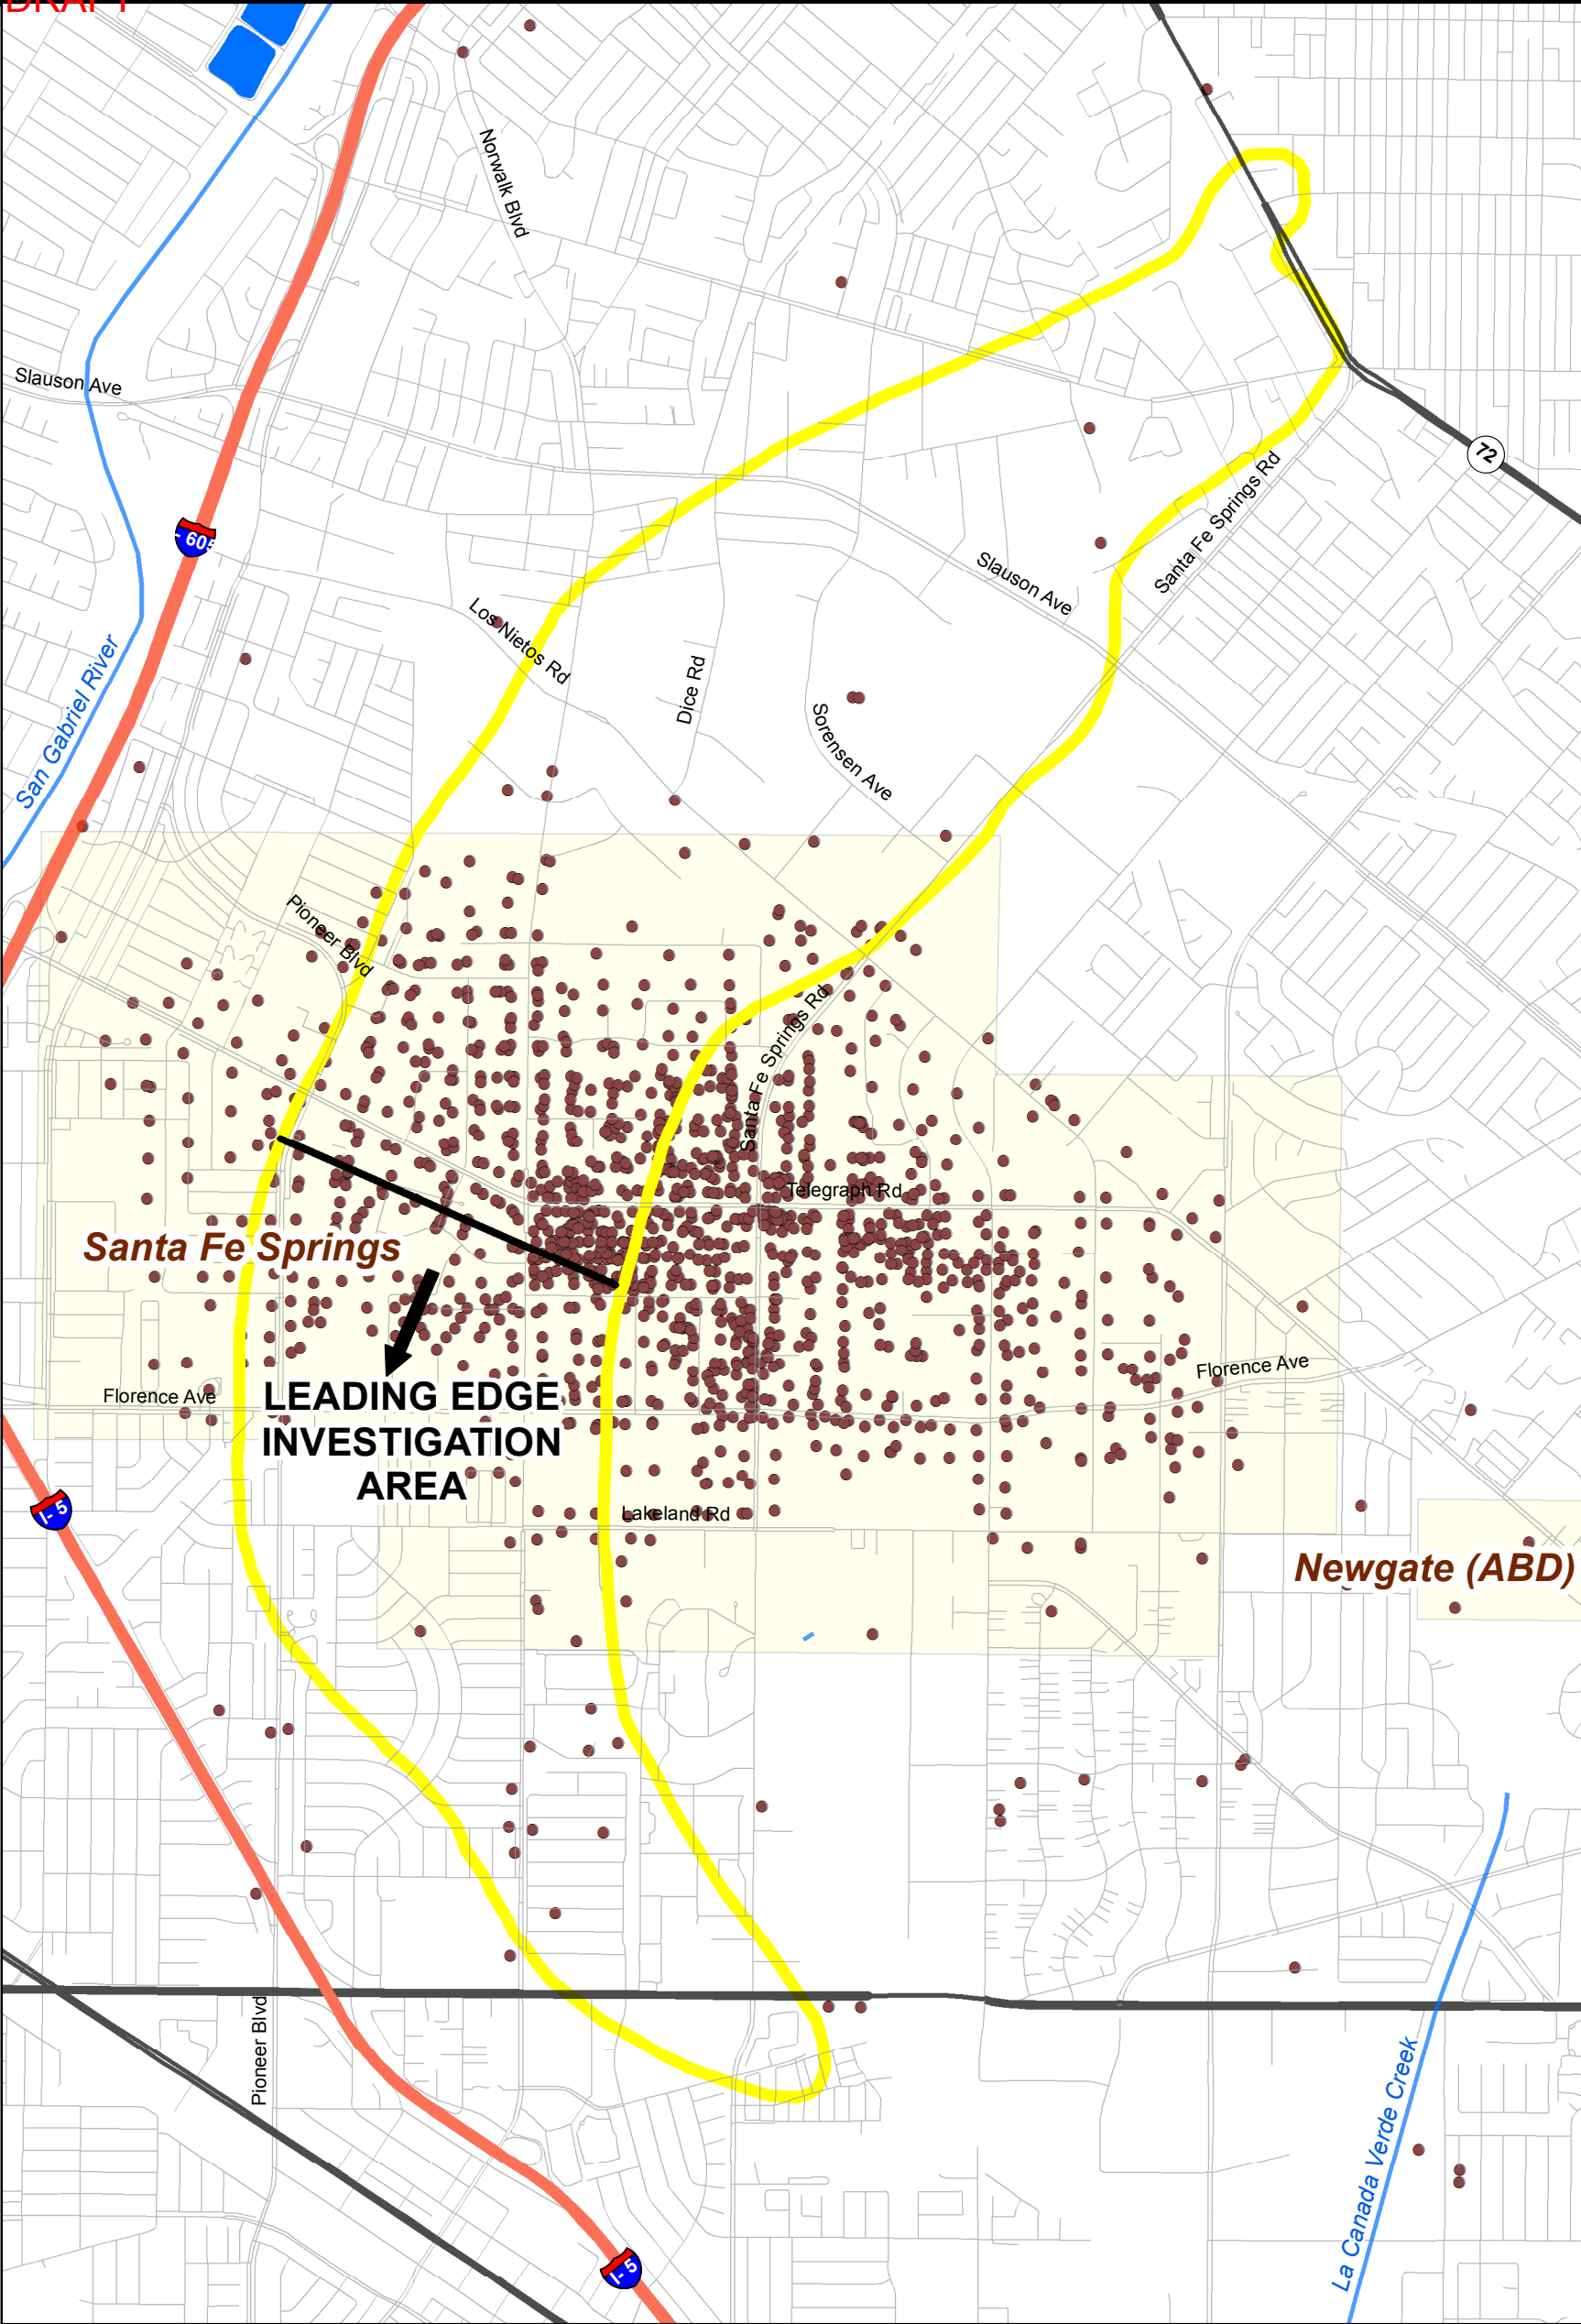 DRAFT
Norwalk Blvd
Slauson Ave
72
Santa Fe Springs Rd
I- 605
Slauson Ave
Los Nietos Rd
Dice Rd
San Gabriel River
Sorensen Ave
Pioneer Blvd
Santa Fe Springs Rd
Telegraph Rd
Santa Fe Springs
Florence Ave
Florence Ave
LEADING EDGE
INVESTIGATION
AREA
I- 5
Lakeland Rd
Newgate (ABD)
Pioneer Blvd
La Canada Verde Creek
I- 5